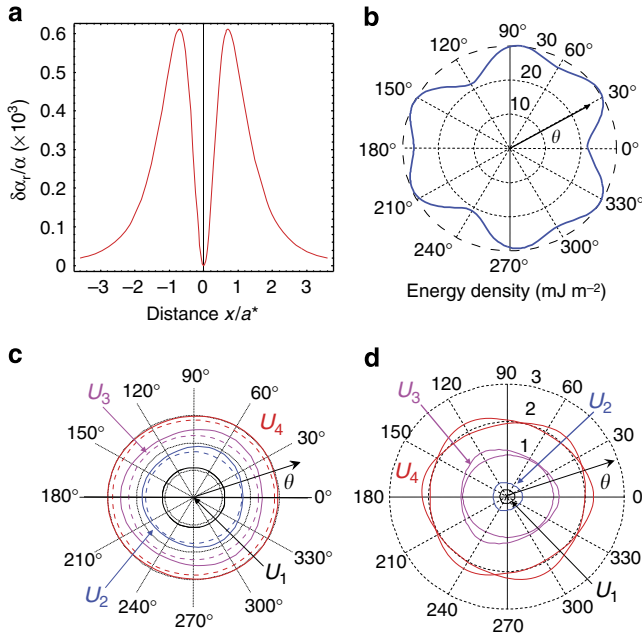 a
δα_r/α (×10³)
0.6
0.5
0.4
0.3
0.2
0.1
0
−3 −2 −1 0 1 2 3
Distance x/a*
b
90° 30
120° 60°
20
150° 30°
10
θ
180° 0°
210° 330°
240° 300°
270°
Energy density (mJ m⁻²)
c
90°
120° 60°
U₃
U₄
150° 30°
θ
180° 0°
210° 330°
U₂ U₁
240° 300°
270°
d
90 3
120 60
U₂
U₃ 2
150 30
1
U₄
θ
180 0
210 330
U₁
240 300
270